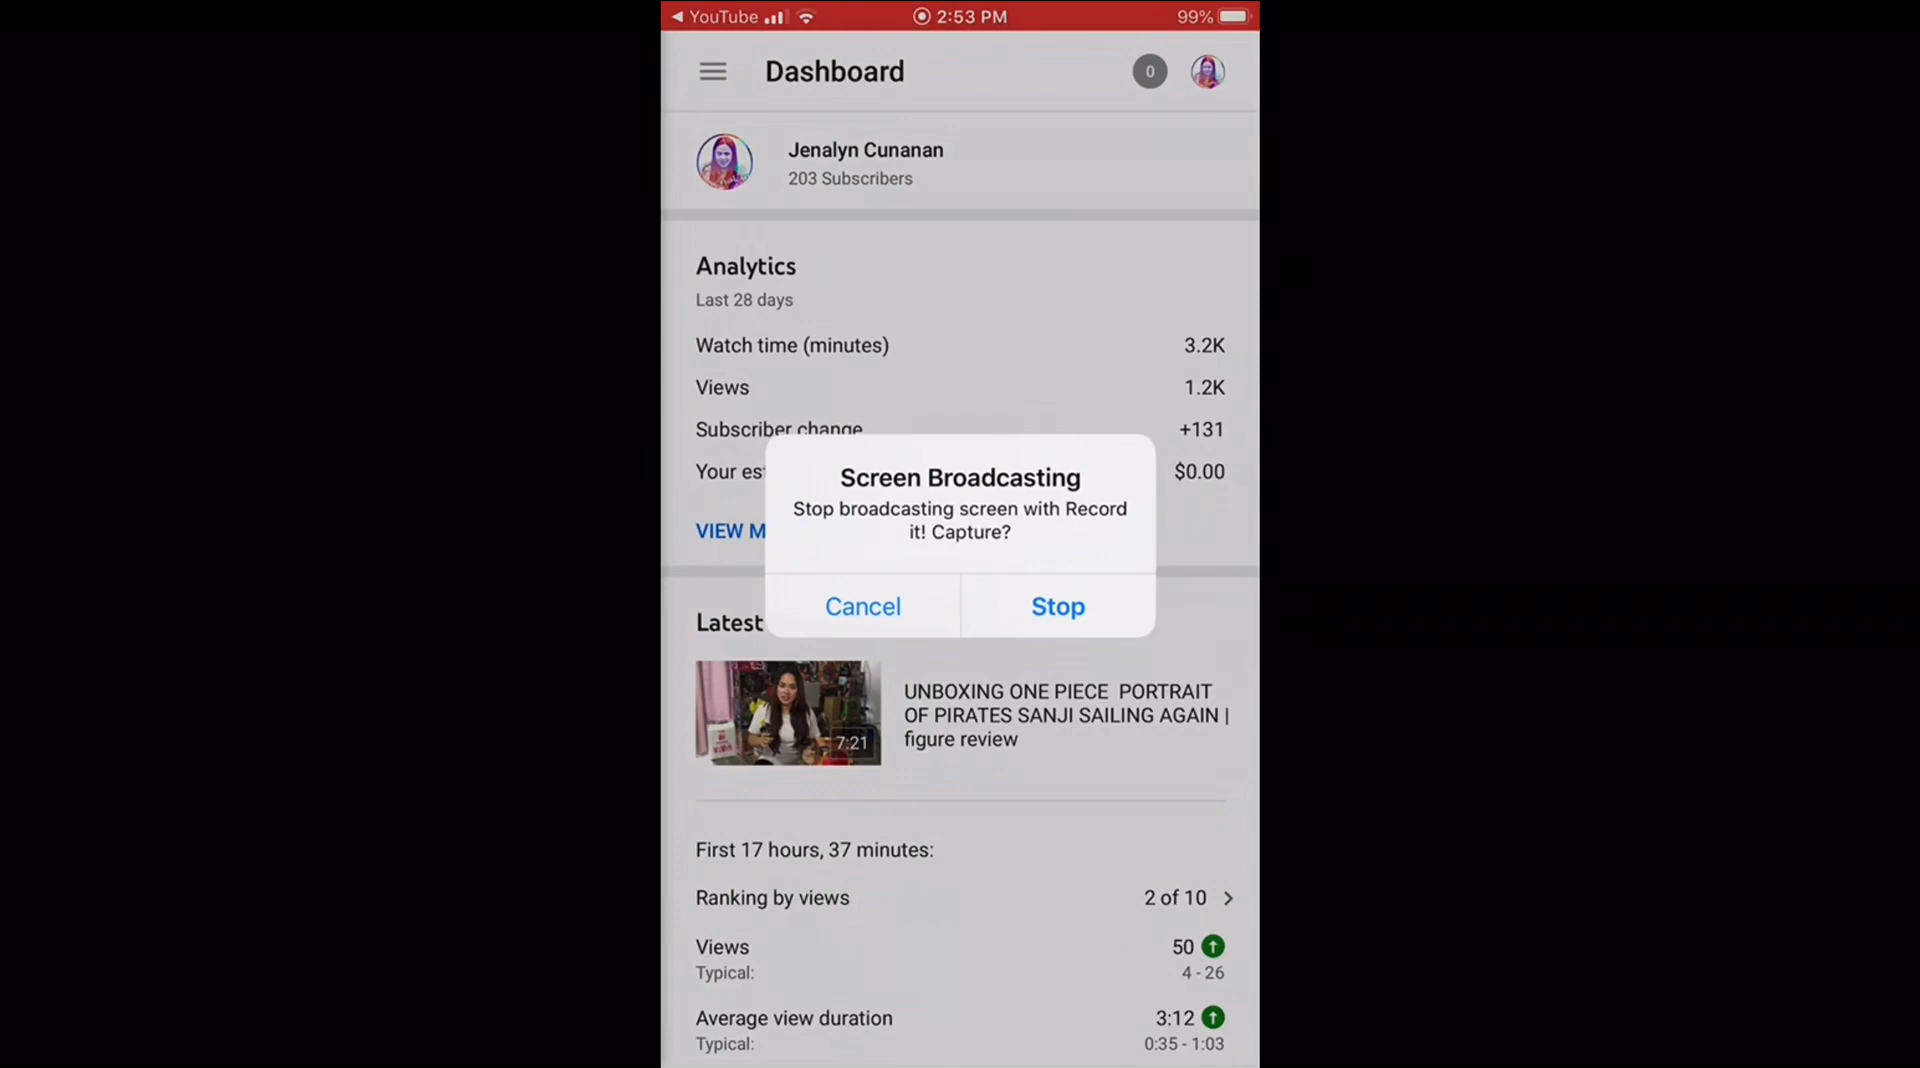 YouTube
2:53 PM
99%
Dashboard
0
Jenalyn Cunanan
203 Subscribers
Analytics
Last 28 days
Watch time (minutes) 3.2K
Views 1.2K
Subscriber change +131
Your es $0.00
VIEW M
Screen Broadcasting
Stop broadcasting screen with Record
it! Capture?
Cancel Stop
Latest
7:21
UNBOXING ONE PIECE PORTRAIT
OF PIRATES SANJI SAILING AGAIN |
figure review
First 17 hours, 37 minutes:
Ranking by views 2 of 10
Views 50
Typical: 4 - 26
Average view duration 3:12
Typical: 0:35 - 1:03